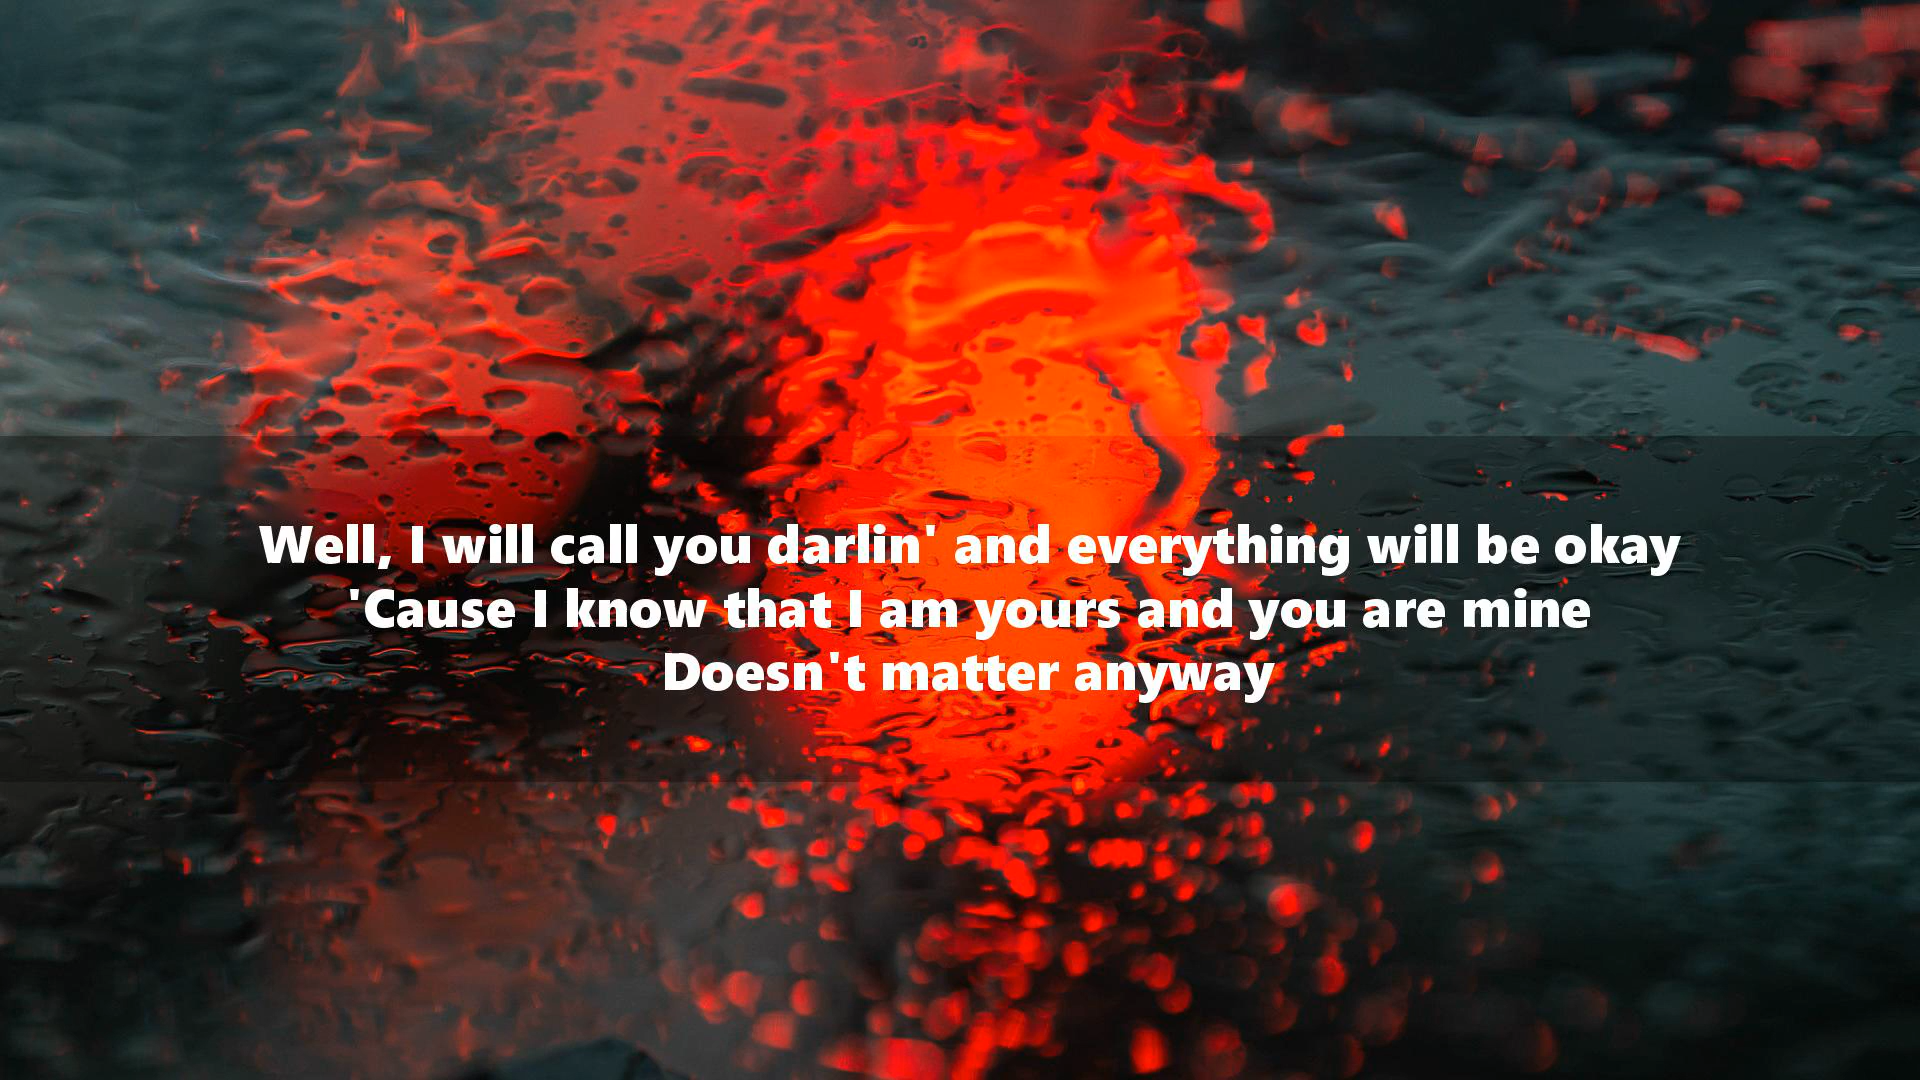 Well, I will call you darlin' and everything will be okay
'Cause I know that I am yours and you are mine
Doesn't matter anyway